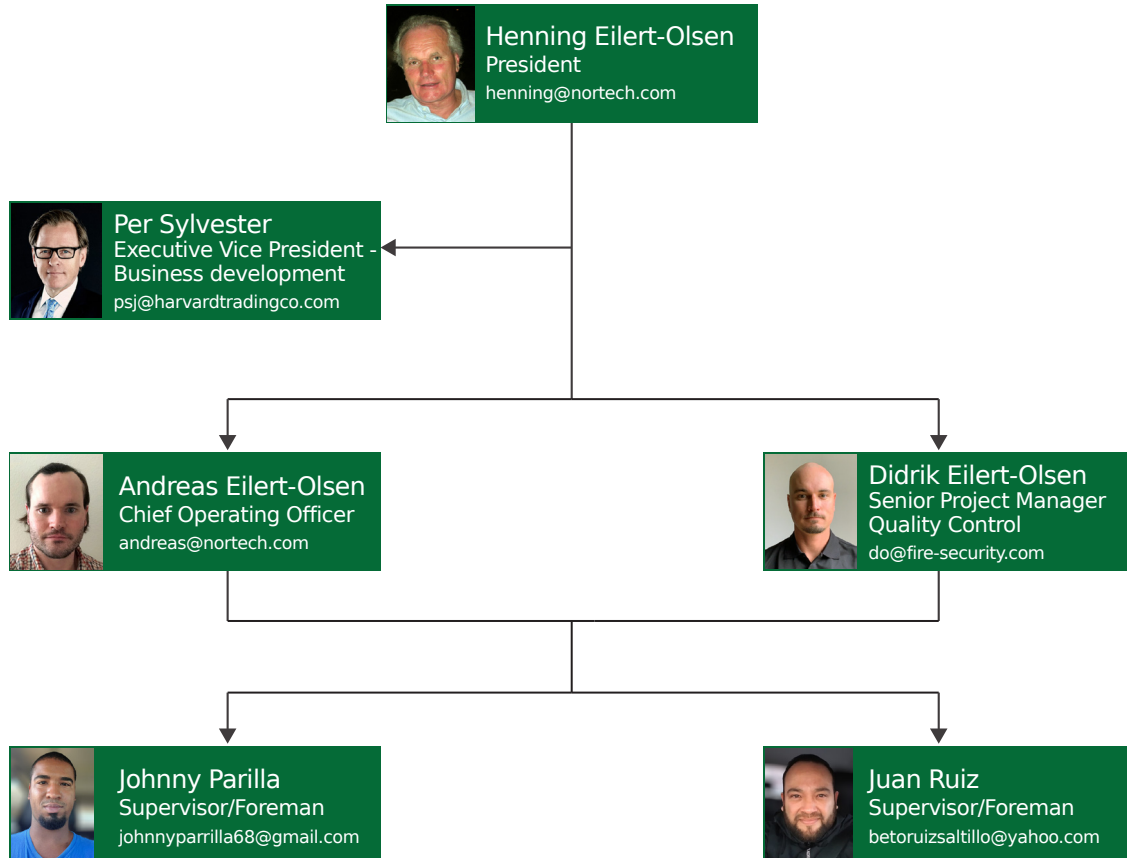 Henning Eilert-Olsen
President
henning@nortech.com
Per Sylvester
Executive Vice President -
Business development
psj@harvardtradingco.com
Andreas Eilert-Olsen
Chief Operating Officer
andreas@nortech.com
Didrik Eilert-Olsen
Senior Project Manager
Quality Control
do@fire-security.com
Johnny Parilla
Supervisor/Foreman
johnnyparrilla68@gmail.com
Juan Ruiz
Supervisor/Foreman
betoruizsaltillo@yahoo.com